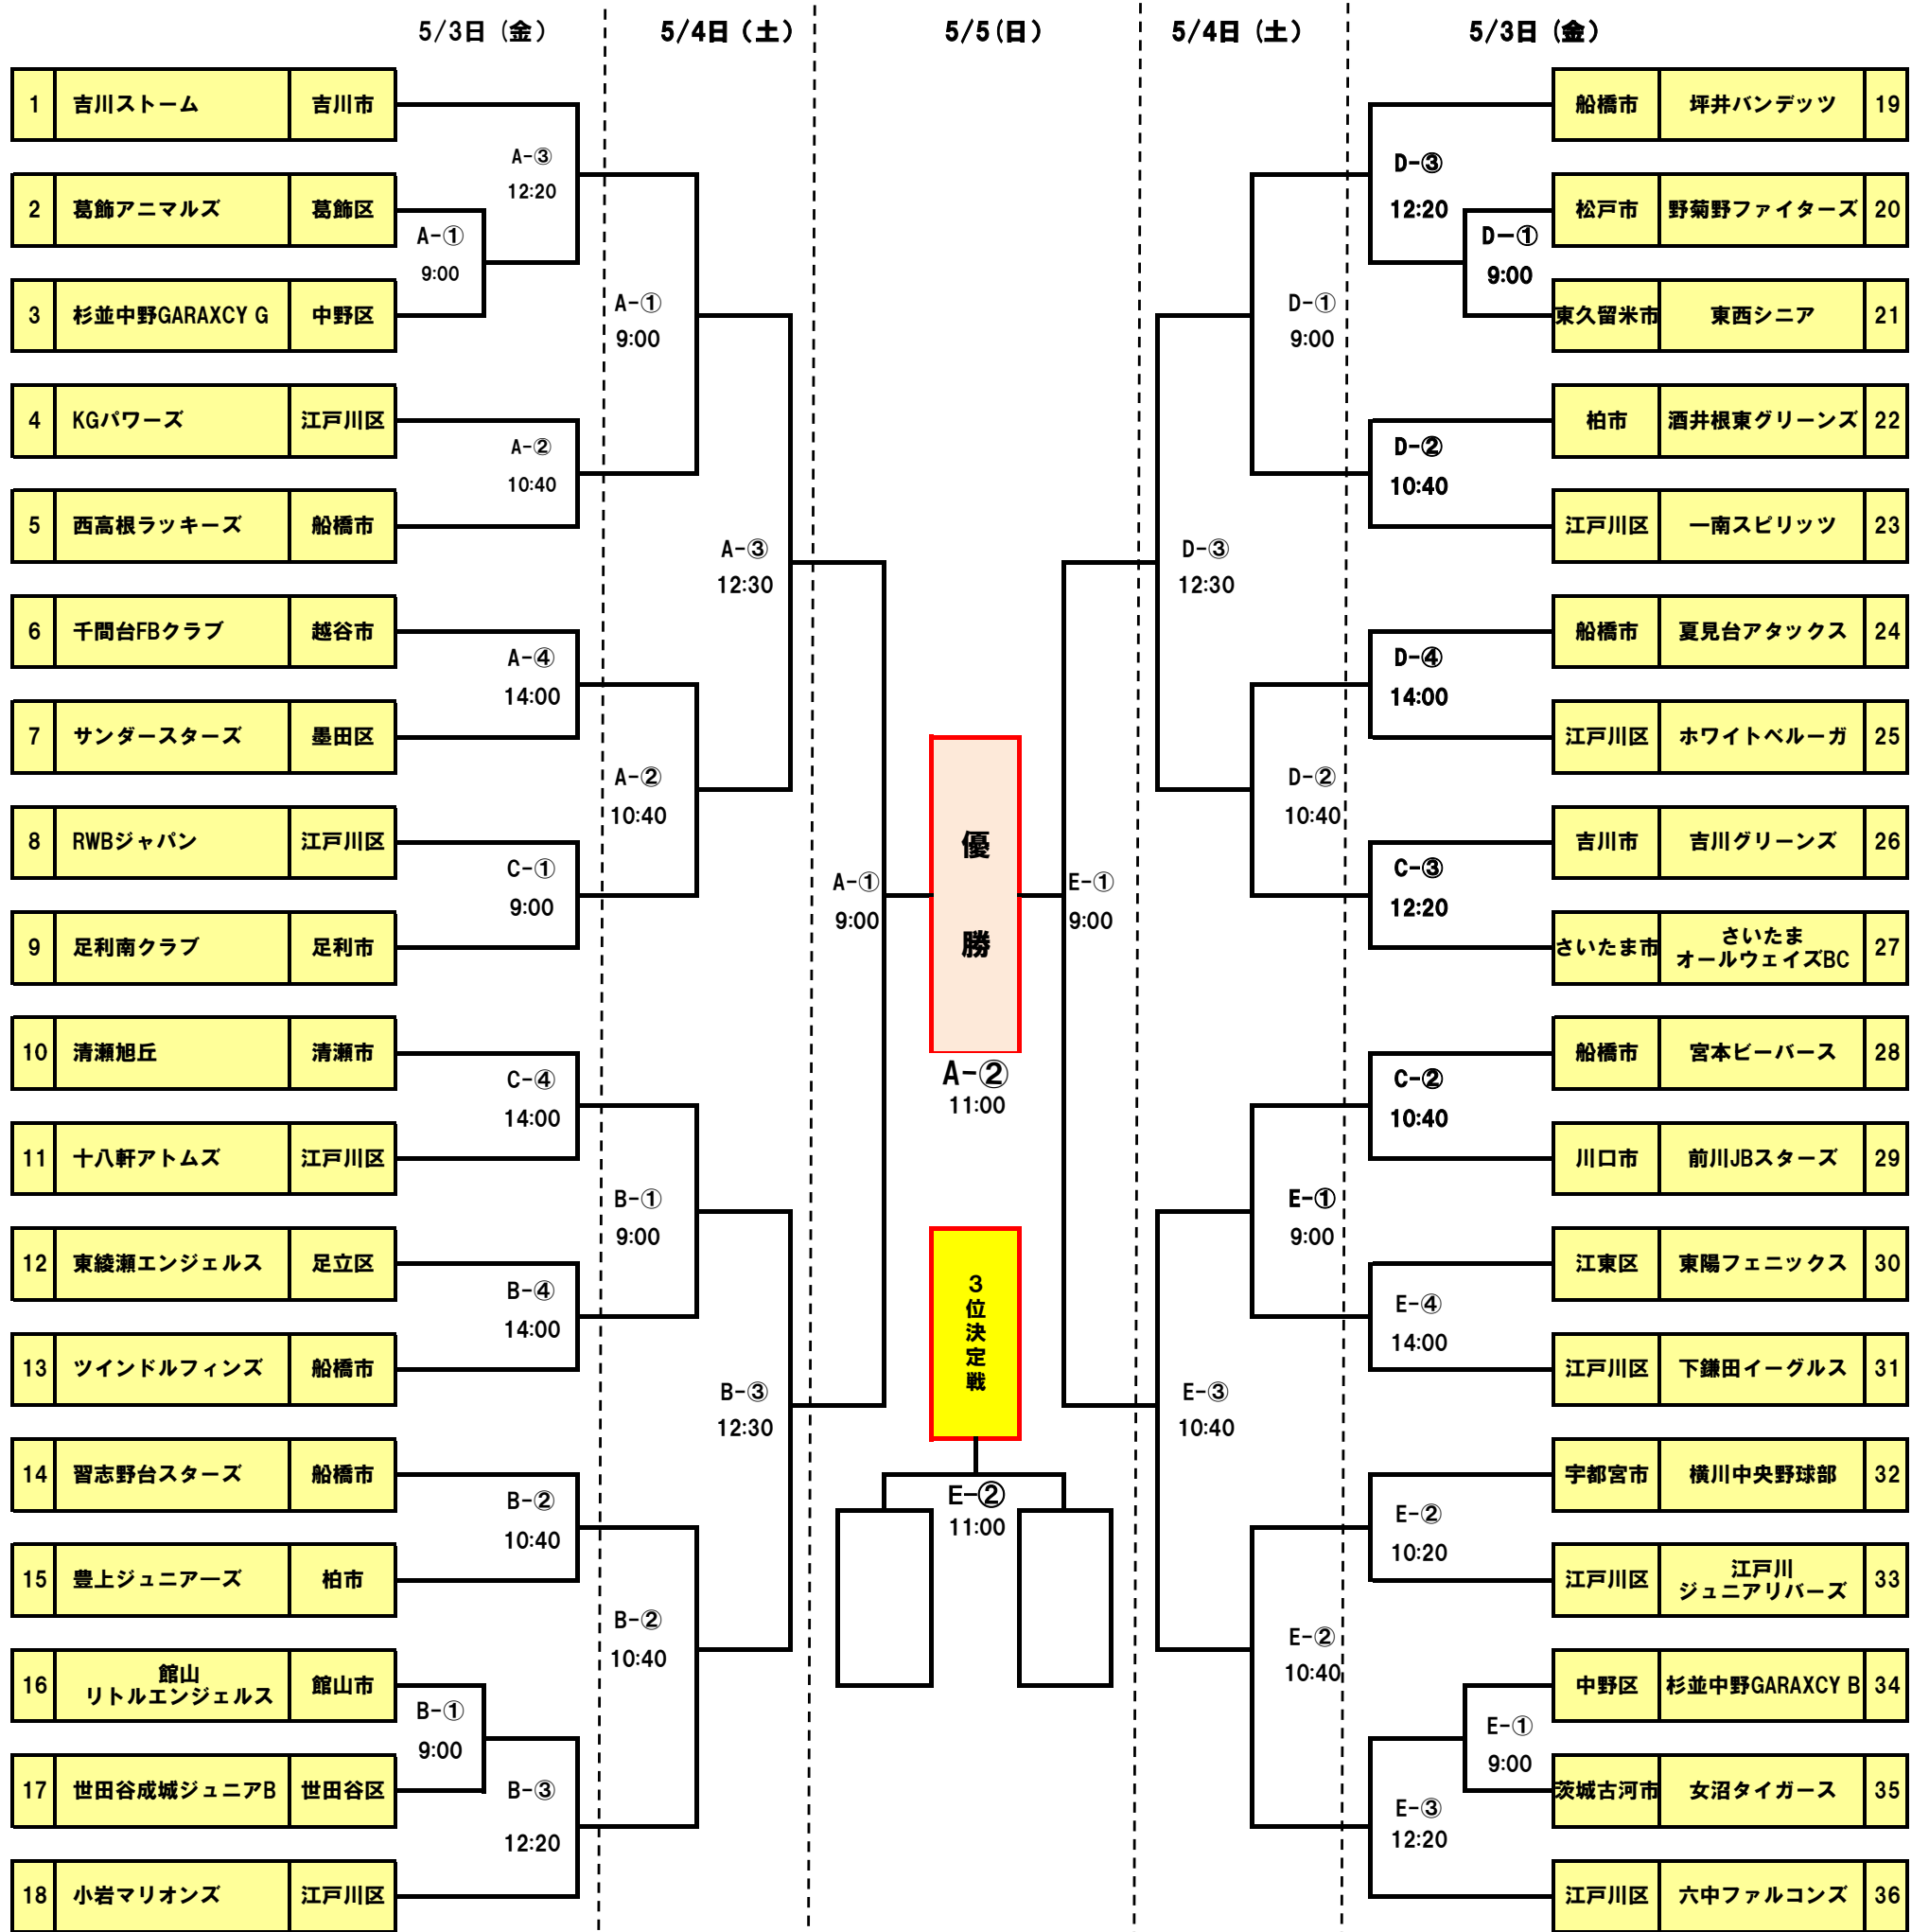 5/3日（金）
5/4日（土）
5/5(日)
5/4日（土）
5/3日（金）
1 吉川ストーム 吉川市
2 葛飾アニマルズ 葛飾区
3 杉並中野GARAXCY G 中野区
4 KGパワーズ 江戸川区
5 西高根ラッキーズ 船橋市
6 千間台FBクラブ 越谷市
7 サンダースターズ 墨田区
8 RWBジャパン 江戸川区
9 足利南クラブ 足利市
10 清瀬旭丘 清瀬市
11 十八軒アトムズ 江戸川区
12 東綾瀬エンジェルス 足立区
13 ツインドルフィンズ 船橋市
14 習志野台スターズ 船橋市
15 豊上ジュニアーズ 柏市
16 館山
リトルエンジェルス 館山市
17 世田谷成城ジュニアB 世田谷区
18 小岩マリオンズ 江戸川区
A-③
12:20
A-①
9:00
A-②
10:40
A-④
14:00
C-①
9:00
C-④
14:00
B-④
14:00
B-②
10:40
B-①
9:00
B-③
12:20
A-①
9:00
A-②
10:40
B-①
9:00
B-②
10:40
A-③
12:30
B-③
12:30
A-①
9:00
優
勝
A-②
11:00
E-①
9:00
3
位
決
定
戦
E-②
11:00
D-③
12:30
E-③
10:40
D-①
9:00
D-②
10:40
E-①
9:00
E-②
10:40
D-③
12:20
D-①
9:00
D-②
10:40
D-④
14:00
C-③
12:20
C-②
10:40
E-④
14:00
E-②
10:20
E-①
9:00
E-③
12:20
船橋市 坪井バンデッツ 19
松戸市 野菊野ファイターズ 20
東久留米市 東西シニア 21
柏市 酒井根東グリーンズ 22
江戸川区 一南スピリッツ 23
船橋市 夏見台アタックス 24
江戸川区 ホワイトベルーガ 25
吉川市 吉川グリーンズ 26
さいたま市 さいたま
オールウェイズBC 27
船橋市 宮本ビーバース 28
川口市 前川JBスターズ 29
江東区 東陽フェニックス 30
江戸川区 下鎌田イーグルス 31
宇都宮市 横川中央野球部 32
江戸川区 江戸川
ジュニアリバーズ 33
中野区 杉並中野GARAXCY B 34
茨城古河市 女沼タイガース 35
江戸川区 六中ファルコンズ 36